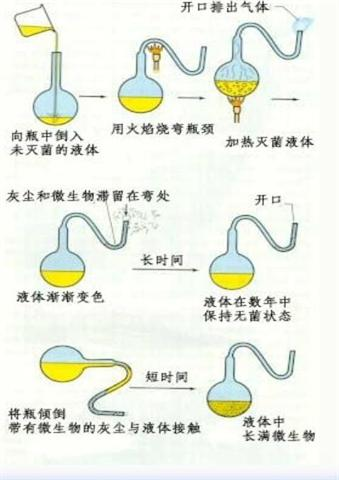 开口排出气体
向瓶中倒入
未灭菌的液体
用火焰烧弯瓶颈
加热灭菌液体
灰尘和微生物滞留在弯处
开口
长时间
液体渐渐变色
液体在数年中
保持无菌状态
短时间
将瓶倾倒
带有微生物的灰尘与液体接触
液体中
长满微生物